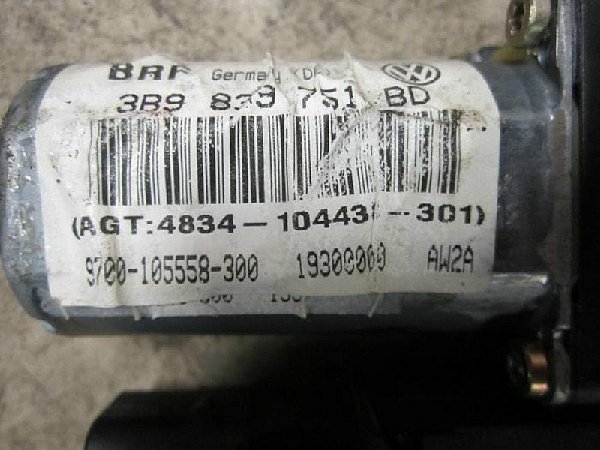 BRF Germany
3B9 839 751 BD
(AGT:4834-10443 -301)
9700-105558-300 19300000 AW2A